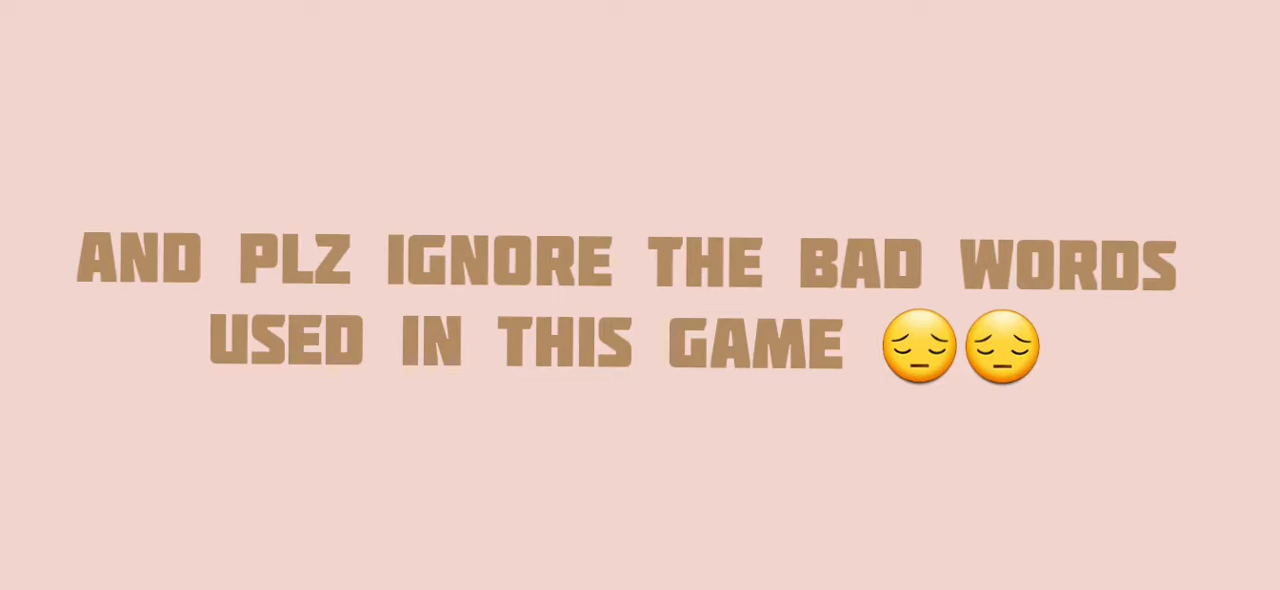 AND PLZ IGNORE THE BAD WORDS
USED IN THIS GAME 😔😔